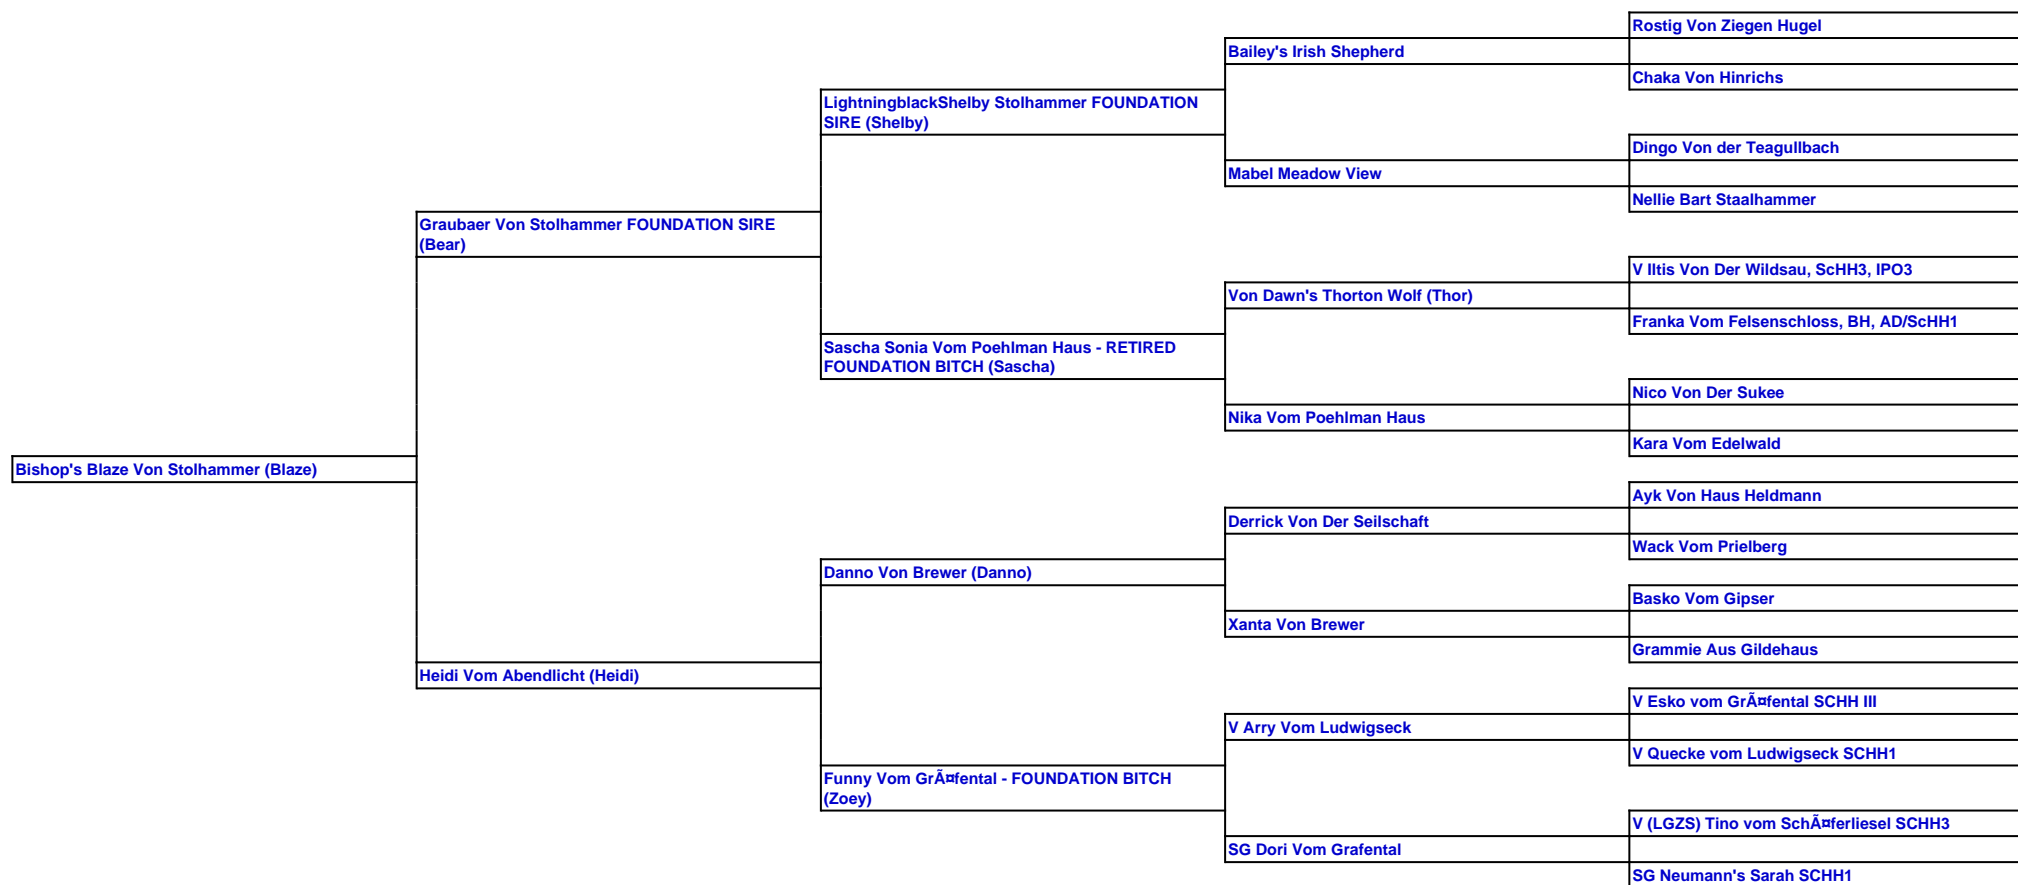 Rostig Von Ziegen Hugel
Bailey's Irish Shepherd
Chaka Von Hinrichs
LightningblackShelby Stolhammer FOUNDATION
SIRE (Shelby)
Dingo Von der Teagullbach
Mabel Meadow View
Nellie Bart Staalhammer
Graubaer Von Stolhammer FOUNDATION SIRE
(Bear)
V Iltis Von Der Wildsau, ScHH3, IPO3
Von Dawn's Thorton Wolf (Thor)
Franka Vom Felsenschloss, BH, AD/ScHH1
Sascha Sonia Vom Poehlman Haus - RETIRED
FOUNDATION BITCH (Sascha)
Nico Von Der Sukee
Nika Vom Poehlman Haus
Kara Vom Edelwald
Bishop's Blaze Von Stolhammer (Blaze)
Ayk Von Haus Heldmann
Derrick Von Der Seilschaft
Wack Vom Prielberg
Danno Von Brewer (Danno)
Basko Vom Gipser
Xanta Von Brewer
Grammie Aus Gildehaus
Heidi Vom Abendlicht (Heidi)
V Esko vom GrÃ¤fental SCHH III
V Arry Vom Ludwigseck
V Quecke vom Ludwigseck SCHH1
Funny Vom GrÃ¤fental - FOUNDATION BITCH
(Zoey)
V (LGZS) Tino vom SchÃ¤ferliesel SCHH3
SG Dori Vom Grafental
SG Neumann's Sarah SCHH1